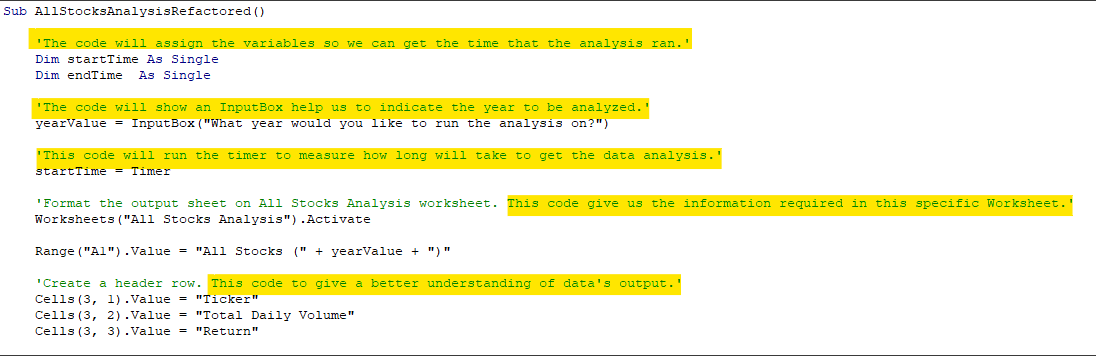 Sub AllStocksAnalysisRefactored()
'The code will assign the variables so we can get the time that the analysis ran.'
Dim startTime As Single
Dim endTime  As Single
'The code will show an InputBox help us to indicate the year to be analyzed.'
yearValue = InputBox("What year would you like to run the analysis on?")
'This code will run the timer to measure how long will take to get the data analysis.'
startTime = Timer
'Format the output sheet on All Stocks Analysis worksheet. This code give us the information required in this specific Worksheet.'
Worksheets("All Stocks Analysis").Activate
Range("A1").Value = "All Stocks (" + yearValue + ")"
'Create a header row. This code to give a better understanding of data's output.'
Cells(3, 1).Value = "Ticker"
Cells(3, 2).Value = "Total Daily Volume"
Cells(3, 3).Value = "Return"